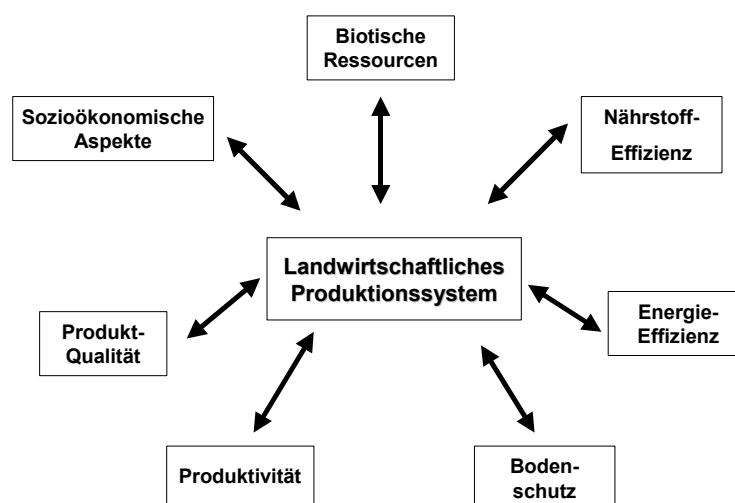 Biotische
Ressourcen
Sozioökonomische
Aspekte
Nährstoff-
Effizienz
Landwirtschaftliches
Produktionssystem
Produkt-
Qualität
Energie-
Effizienz
Produktivität
Boden-
schutz